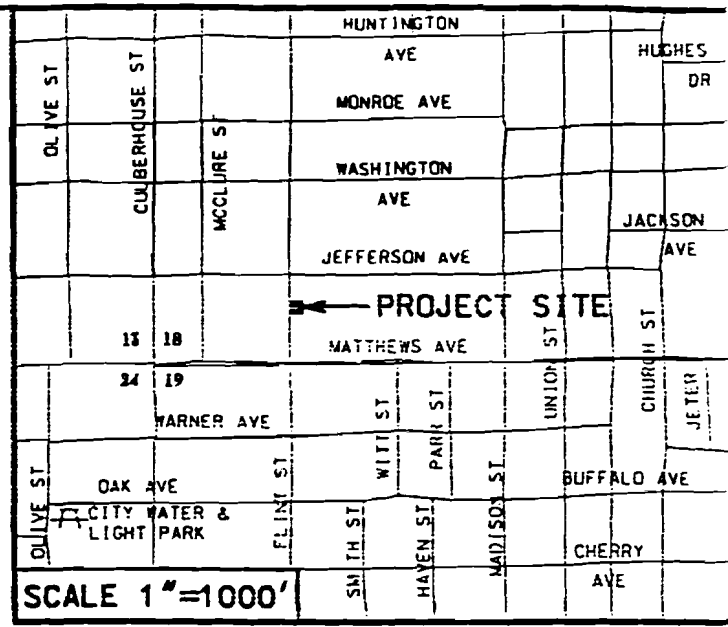 HUNTINGTON
AVE
HUGHES
DR
OLIVE ST
CULBERHOUSE ST
MCCLURE ST
MONROE AVE
WASHINGTON
AVE
JACKSON
AVE
JEFFERSON AVE
PROJECT SITE
13 18
MATTHEWS AVE
24 19
UNION ST
CHURCH ST
JETER
WARNER AVE
WITT ST
PARR ST
OLIVE ST
OAK AVE
FLINT ST
MADISON ST
BUFFALO AVE
CITY WATER &
LIGHT PARK
SMITH ST
HAVEN ST
CHERRY
AVE
SCALE 1"=1000'